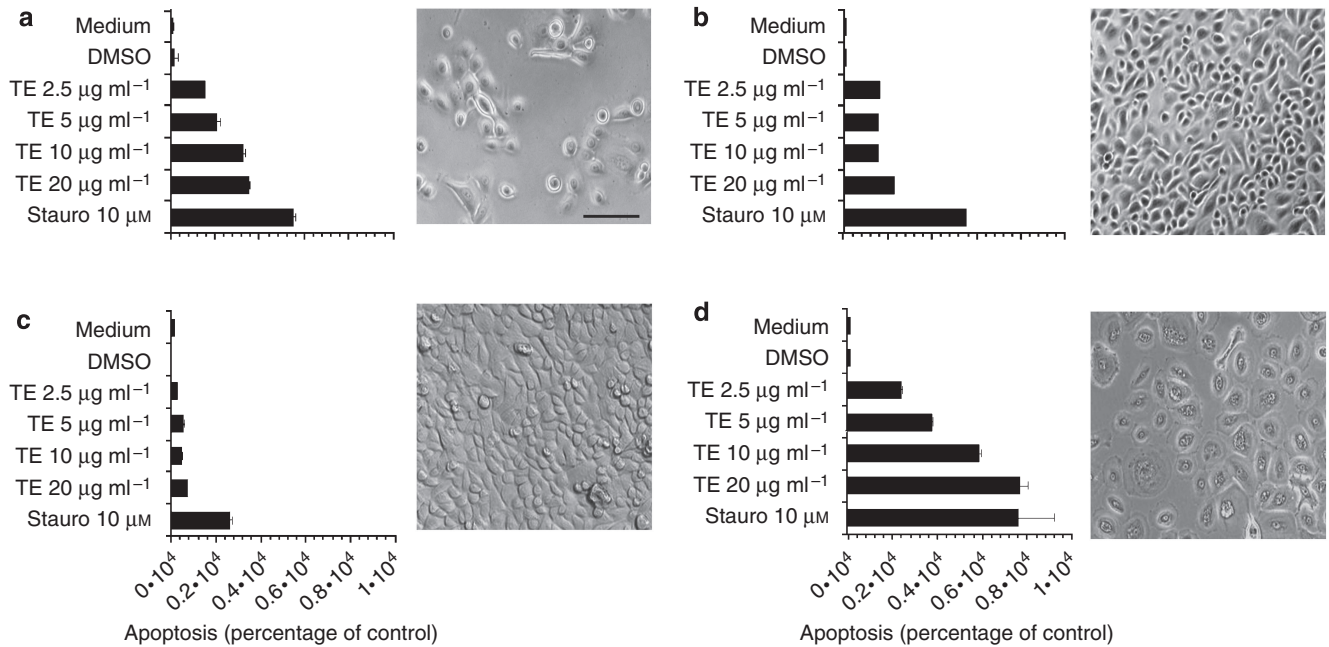 a
Medium
DMSO
TE 2.5 µg ml⁻¹
TE 5 µg ml⁻¹
TE 10 µg ml⁻¹
TE 20 µg ml⁻¹
Stauro 10 µM
b
Medium
DMSO
TE 2.5 µg ml⁻¹
TE 5 µg ml⁻¹
TE 10 µg ml⁻¹
TE 20 µg ml⁻¹
Stauro 10 µM
c
Medium
DMSO
TE 2.5 µg ml⁻¹
TE 5 µg ml⁻¹
TE 10 µg ml⁻¹
TE 20 µg ml⁻¹
Stauro 10 µM
0•10⁴
0.2•10⁴
0.4•10⁴
0.6•10⁴
0.8•10⁴
1•10⁴
Apoptosis (percentage of control)
d
Medium
DMSO
TE 2.5 µg ml⁻¹
TE 5 µg ml⁻¹
TE 10 µg ml⁻¹
TE 20 µg ml⁻¹
Stauro 10 µM
0•10⁴
0.2•10⁴
0.4•10⁴
0.6•10⁴
0.8•10⁴
1•10⁴
Apoptosis (percentage of control)